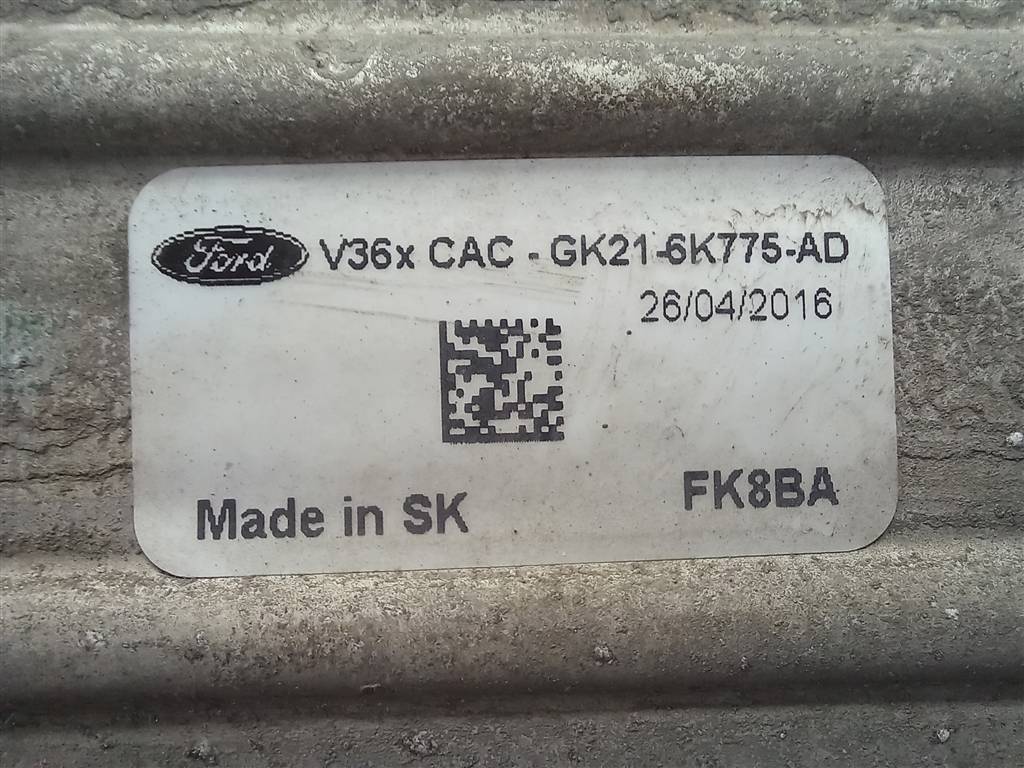 Ford V36x CAC - GK21-6K775-AD
26/04/2016
FK8BA
Made in SK